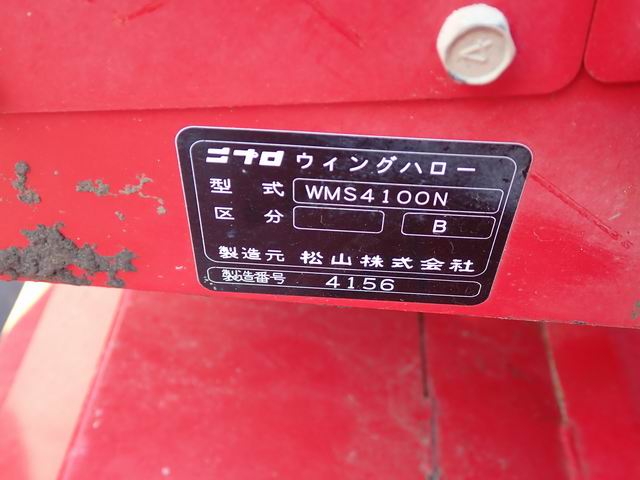 ニプロ ウィングハロー
型式 WMS4100N
区分 B
製造元 松山株式会社
製造番号 4156